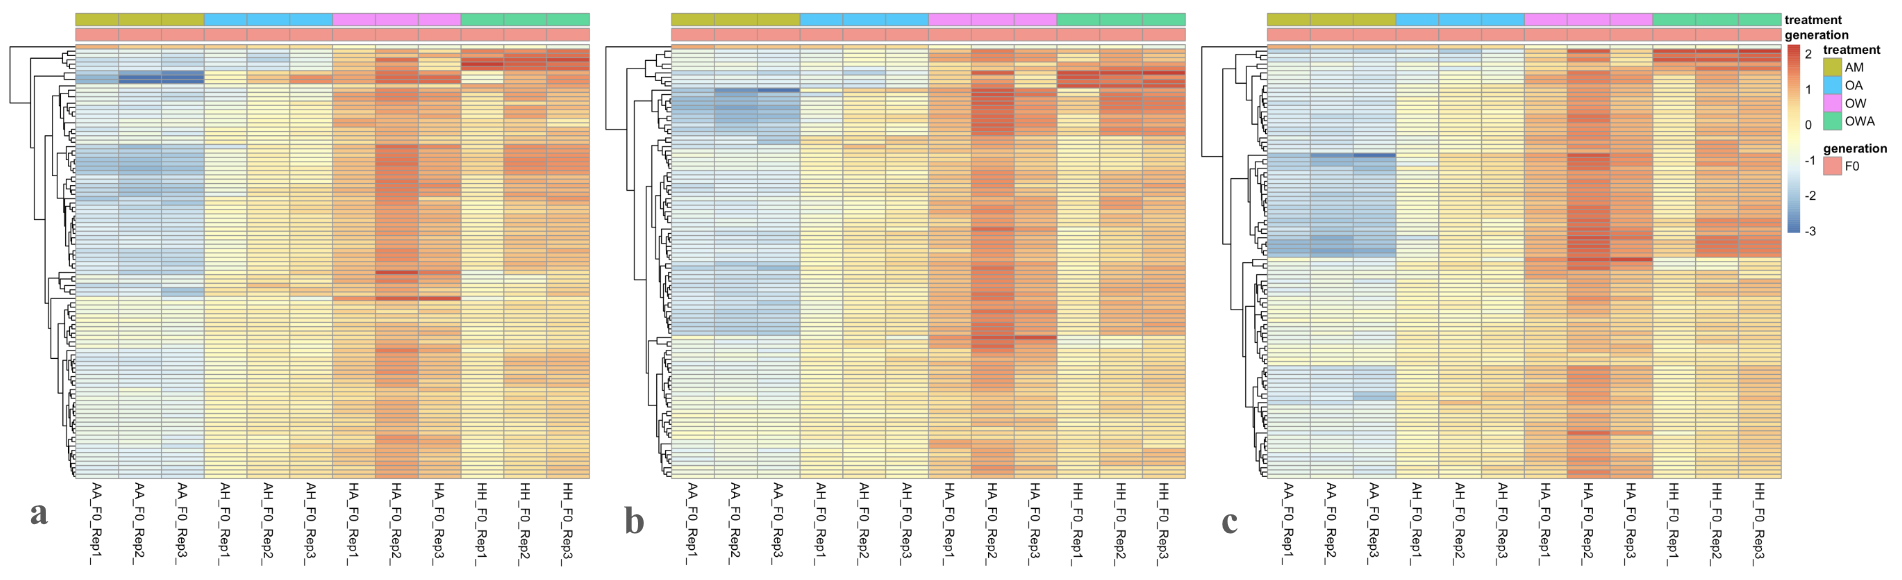 treatment
generation
treatment
AM
OA
OW
OWA
generation
F0
2
1
0
-1
-2
-3
AA_F0_Rep1_
AA_F0_Rep2_
AA_F0_Rep3_
AH_F0_Rep1_
AH_F0_Rep2_
AH_F0_Rep3_
HA_F0_Rep1_
HA_F0_Rep2_
HA_F0_Rep3_
HH_F0_Rep1_
HH_F0_Rep2_
HH_F0_Rep3_
a
AA_F0_Rep1_
AA_F0_Rep2_
AA_F0_Rep3_
AH_F0_Rep1_
AH_F0_Rep2_
AH_F0_Rep3_
HA_F0_Rep1_
HA_F0_Rep2_
HA_F0_Rep3_
HH_F0_Rep1_
HH_F0_Rep2_
HH_F0_Rep3_
b
AA_F0_Rep1_
AA_F0_Rep2_
AA_F0_Rep3_
AH_F0_Rep1_
AH_F0_Rep2_
AH_F0_Rep3_
HA_F0_Rep1_
HA_F0_Rep2_
HA_F0_Rep3_
HH_F0_Rep1_
HH_F0_Rep2_
HH_F0_Rep3_
c